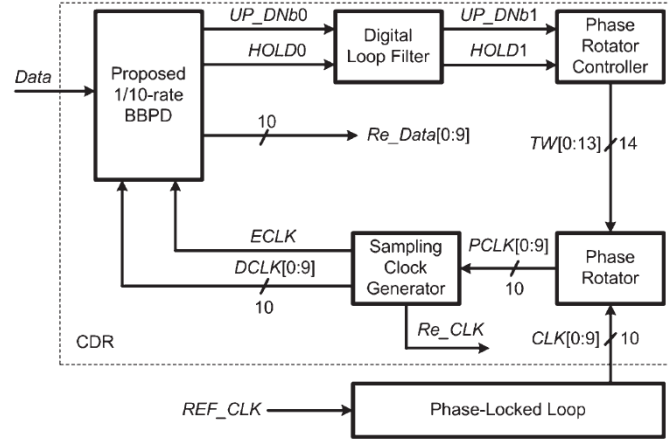 UP_DNb0
UP_DNb1
HOLD0
HOLD1
Data
Proposed
1/10-rate
BBPD
Digital
Loop Filter
Phase
Rotator
Controller
10
Re_Data[0:9]
TW[0:13]
14
ECLK
DCLK[0:9]
10
Sampling
Clock
Generator
PCLK[0:9]
10
Phase
Rotator
Re_CLK
CLK[0:9]
10
CDR
REF_CLK
Phase-Locked Loop